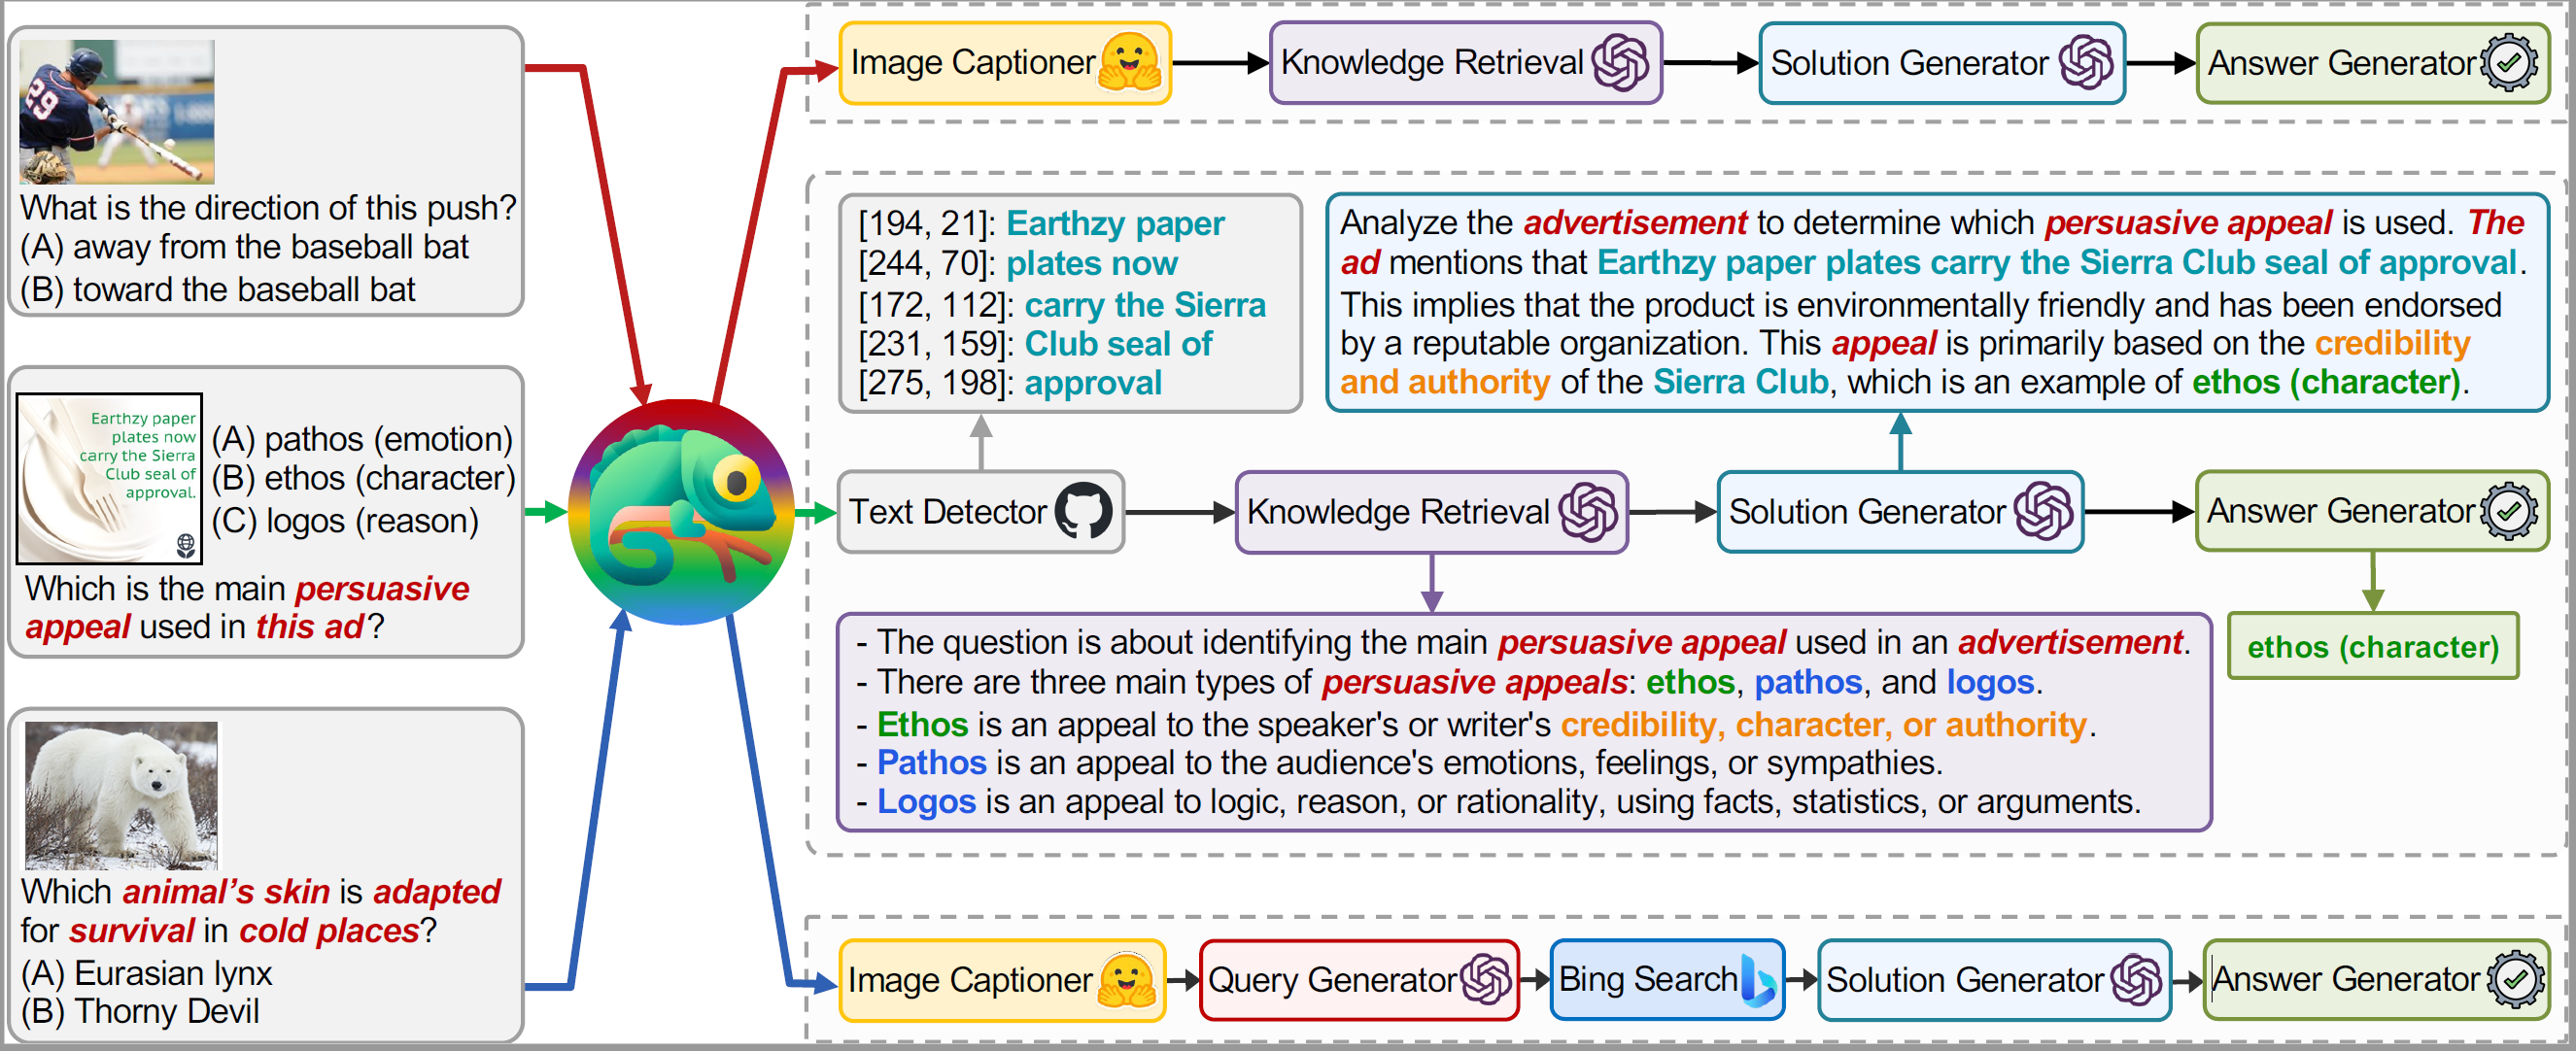 29
What is the direction of this push?
(A) away from the baseball bat
(B) toward the baseball bat
Earthzy paper
plates now
carry the Sierra
Club seal of
approval.
(A) pathos (emotion)
(B) ethos (character)
(C) logos (reason)
Which is the main persuasive
appeal used in this ad?
Which animal’s skin is adapted
for survival in cold places?
(A) Eurasian lynx
(B) Thorny Devil
Image Captioner
Knowledge Retrieval
Solution Generator
Answer Generator
[194, 21]: Earthzy paper
[244, 70]: plates now
[172, 112]: carry the Sierra
[231, 159]: Club seal of
[275, 198]: approval
Analyze the advertisement to determine which persuasive appeal is used. The
ad mentions that Earthzy paper plates carry the Sierra Club seal of approval.
This implies that the product is environmentally friendly and has been endorsed
by a reputable organization. This appeal is primarily based on the credibility
and authority of the Sierra Club, which is an example of ethos (character).
Text Detector
Knowledge Retrieval
Solution Generator
Answer Generator
- The question is about identifying the main persuasive appeal used in an advertisement.
- There are three main types of persuasive appeals: ethos, pathos, and logos.
- Ethos is an appeal to the speaker's or writer's credibility, character, or authority.
- Pathos is an appeal to the audience's emotions, feelings, or sympathies.
- Logos is an appeal to logic, reason, or rationality, using facts, statistics, or arguments.
ethos (character)
Image Captioner
Query Generator
Bing Search
Solution Generator
Answer Generator